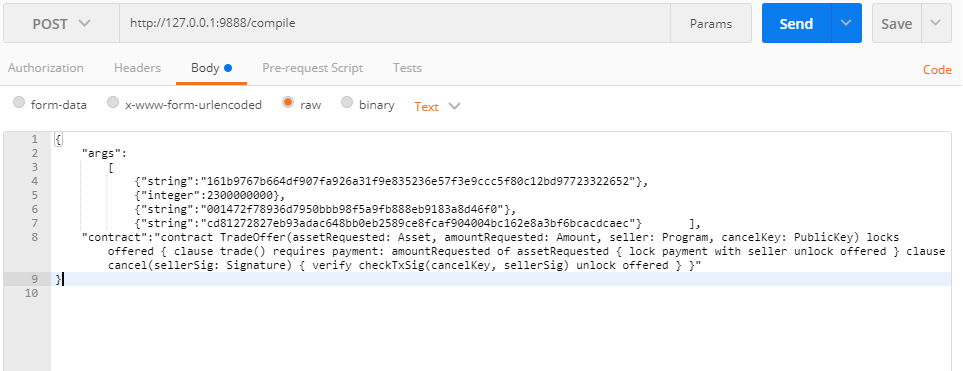 POST http://127.0.0.1:9888/compile Params Send Save
Authorization Headers Body Pre-request Script Tests Code
form-data x-www-form-urlencoded raw binary Text
1 {
2 "args":
3 [
4 {"string":"161b9767b664df907fa926a31f9e835236e57f3e9ccc5f80c12bd97723322652"},
5 {"integer":2300000000},
6 {"string":"001472f78936d7950bbb98f5a9fb888eb9183a8d46f0"},
7 {"string":"cd81272827eb93adac648bb0eb2589ce8fcaf904004bc162e8a3bf6bcacdcaec"} ],
8 "contract":"contract TradeOffer(assetRequested: Asset, amountRequested: Amount, seller: Program, cancelKey: PublicKey) locks
offered { clause trade() requires payment: amountRequested of assetRequested { lock payment with seller unlock offered } clause
cancel(sellerSig: Signature) { verify checkTxSig(cancelKey, sellerSig) unlock offered } }"
9 }
10